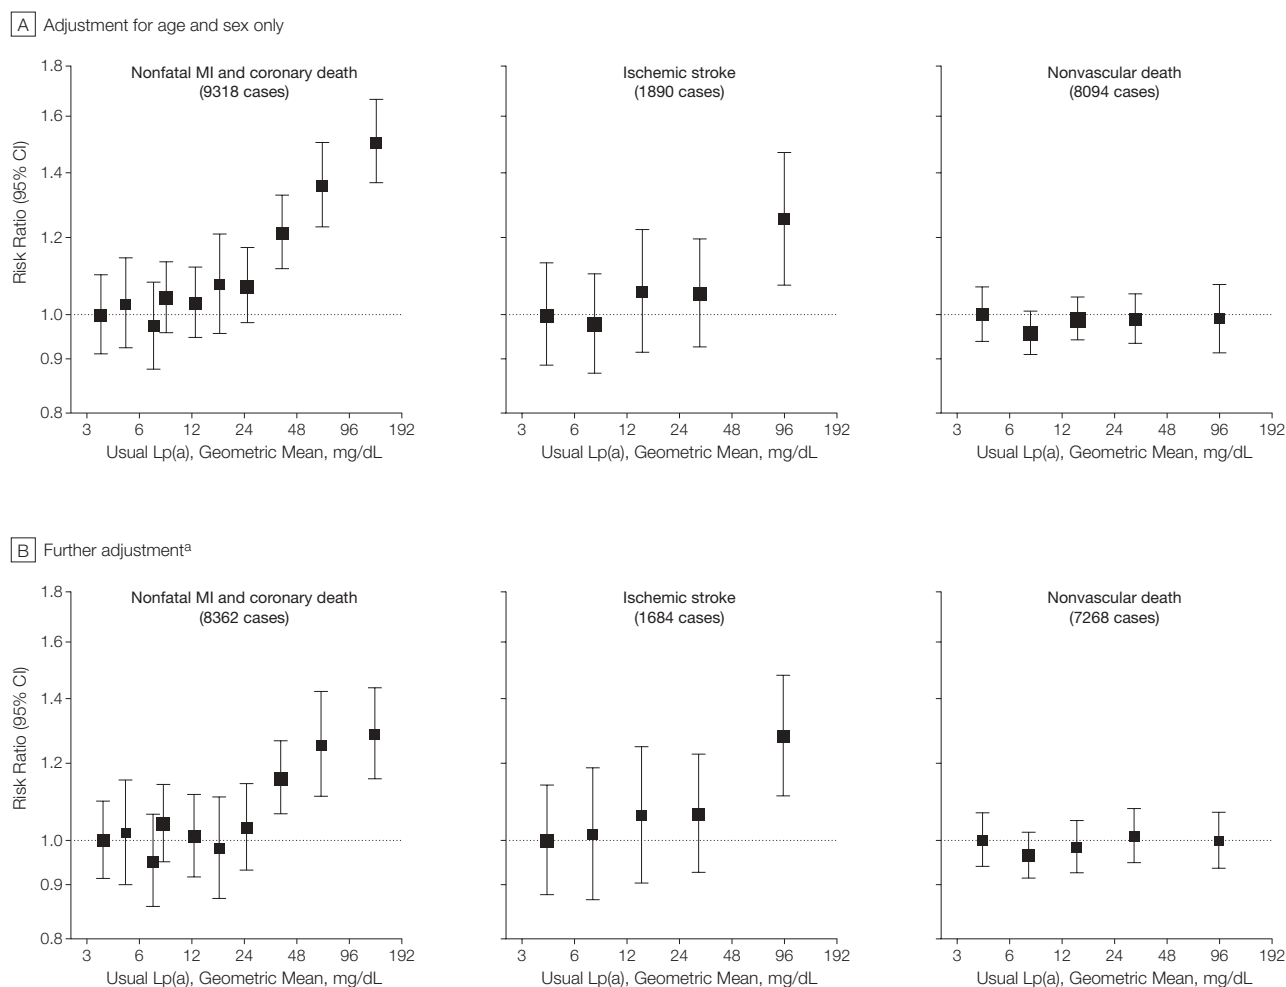 A Adjustment for age and sex only
Nonfatal MI and coronary death
(9318 cases)
Ischemic stroke
(1890 cases)
Nonvascular death
(8094 cases)
Risk Ratio (95% CI)
1.8
1.6
1.4
1.2
1.0
0.9
0.8
3 6 12 24 48 96 192
3 6 12 24 48 96 192
3 6 12 24 48 96 192
Usual Lp(a), Geometric Mean, mg/dL
Usual Lp(a), Geometric Mean, mg/dL
Usual Lp(a), Geometric Mean, mg/dL
B Further adjustmentᵃ
Nonfatal MI and coronary death
(8362 cases)
Ischemic stroke
(1684 cases)
Nonvascular death
(7268 cases)
Risk Ratio (95% CI)
1.8
1.6
1.4
1.2
1.0
0.9
0.8
3 6 12 24 48 96 192
3 6 12 24 48 96 192
3 6 12 24 48 96 192
Usual Lp(a), Geometric Mean, mg/dL
Usual Lp(a), Geometric Mean, mg/dL
Usual Lp(a), Geometric Mean, mg/dL